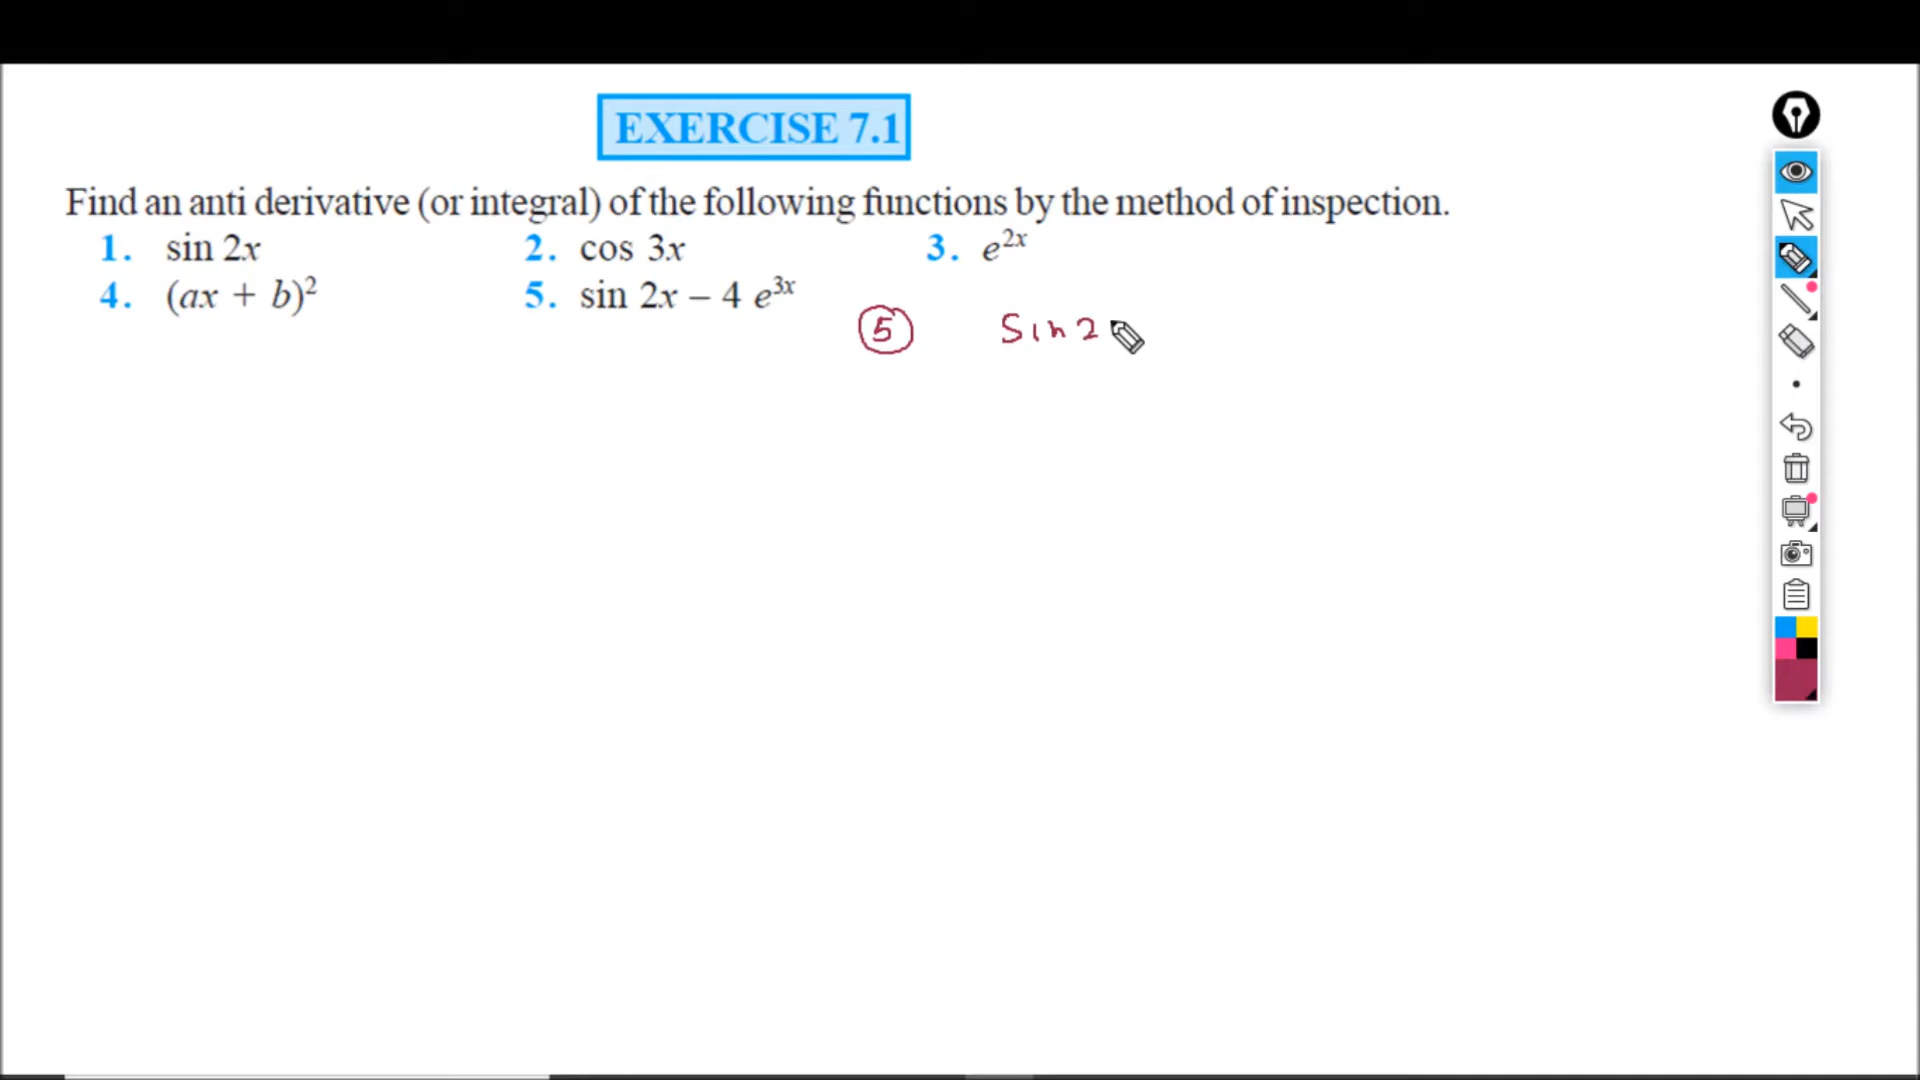 EXERCISE 7.1
Find an anti derivative (or integral) of the following functions by the method of inspection.
1. sin 2x 2. cos 3x 3. e^{2x}
4. (ax + b)² 5. sin 2x – 4 e^{3x}
5 Sin 2